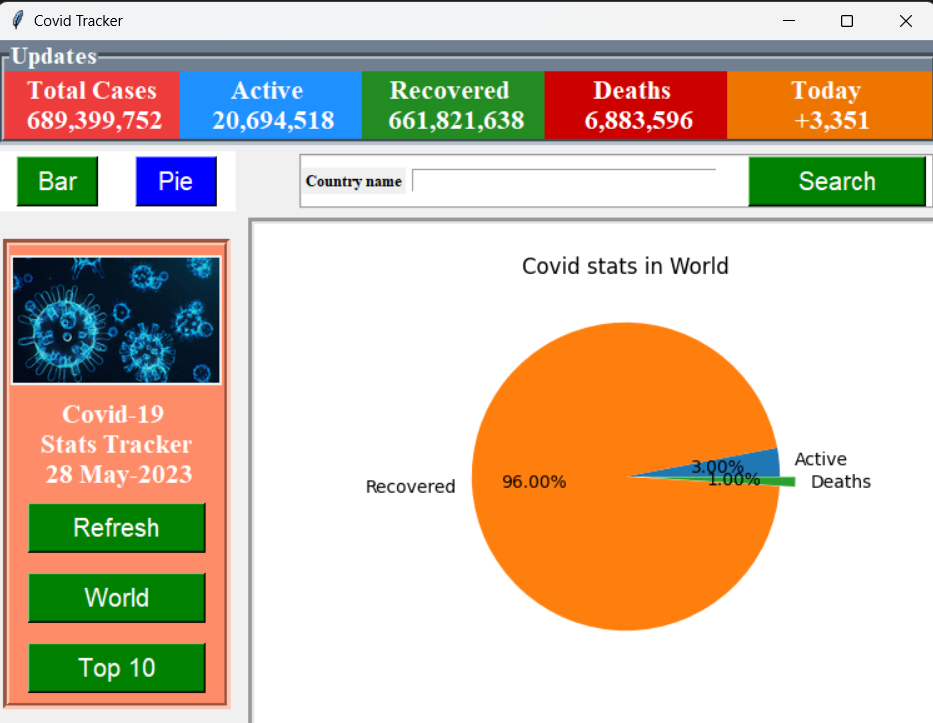 Covid Tracker
Updates
Total Cases
689,399,752
Active
20,694,518
Recovered
661,821,638
Deaths
6,883,596
Today
+3,351
Bar
Pie
Country name
Search
Covid-19
Stats Tracker
28 May-2023
Refresh
World
Top 10
Covid stats in World
Recovered
96.00%
3.00%
Active
1.00%
Deaths